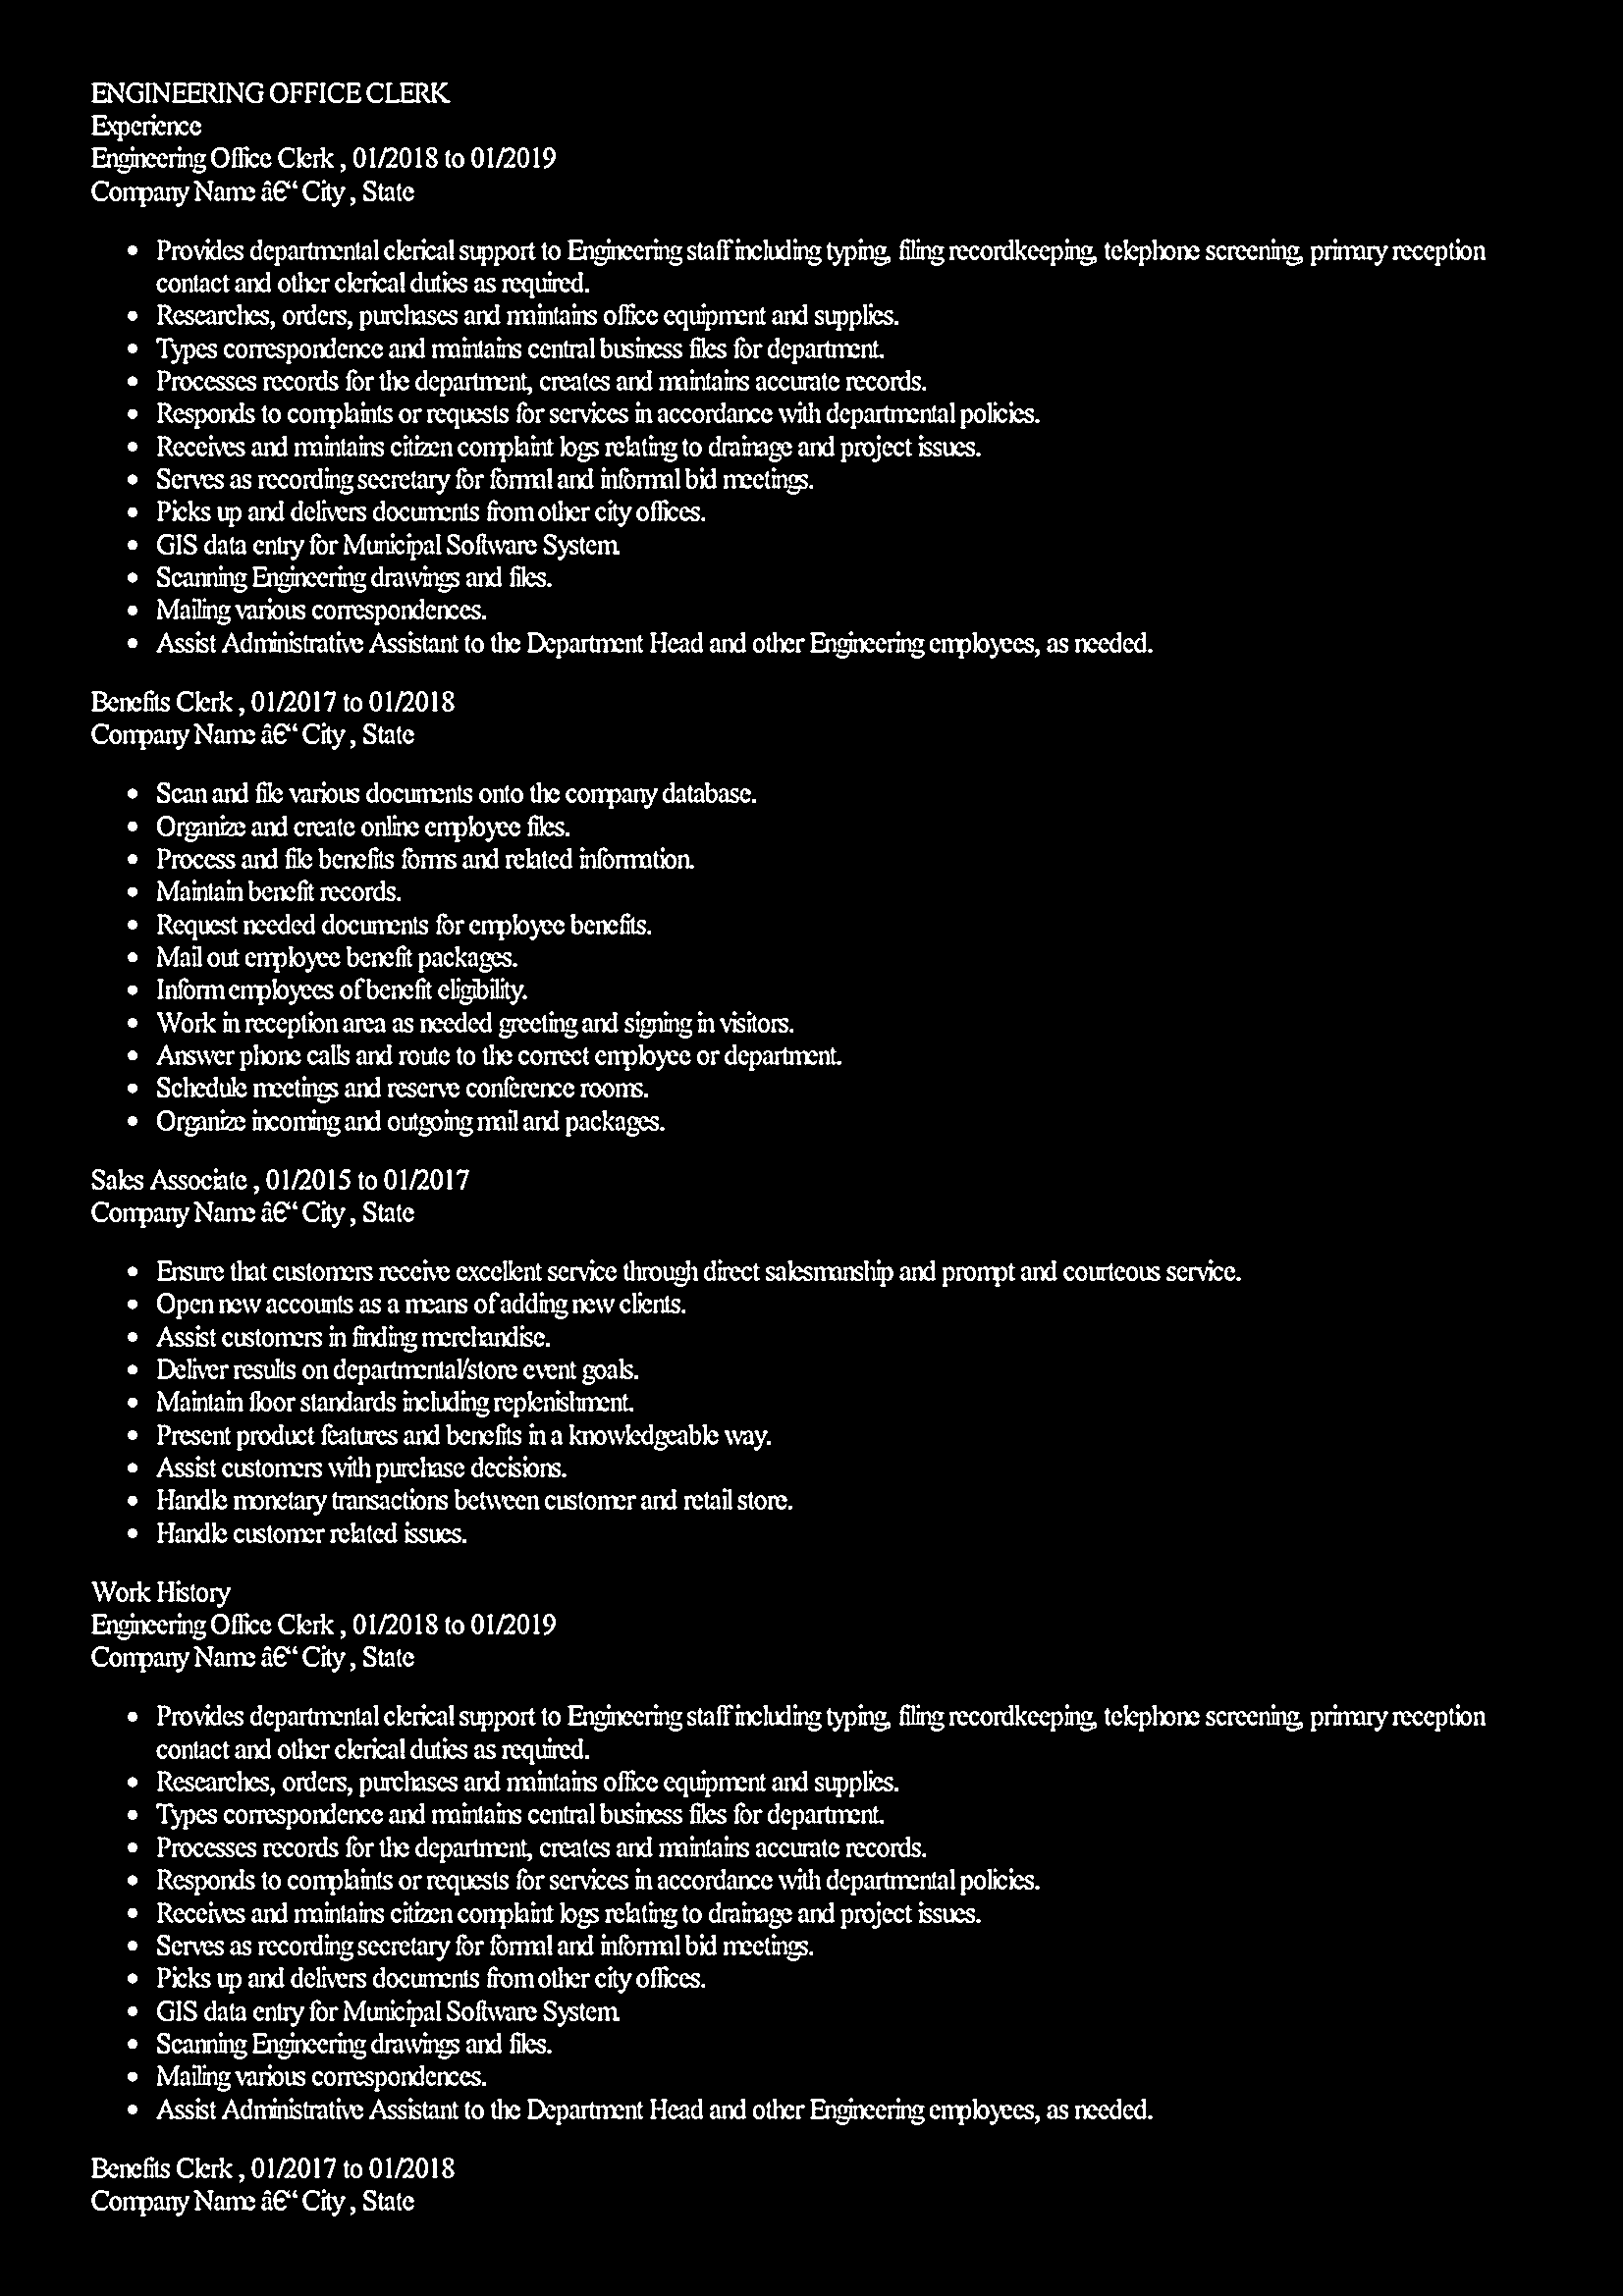 ENGINEERING OFFICE CLERK
Experience
Engineering Office Clerk , 01/2018 to 01/2019
Company Name â€“ City , State
• Provides departmental clerical support to Engineering staff including typing, filing recordkeeping, telephone screening, primary reception
contact and other clerical duties as required.
• Researches, orders, purchases and maintains office equipment and supplies.
• Types correspondence and maintains central business files for department.
• Processes records for the department, creates and maintains accurate records.
• Responds to complaints or requests for services in accordance with departmental policies.
• Receives and maintains citizen complaint logs relating to drainage and project issues.
• Serves as recording secretary for formal and informal bid meetings.
• Picks up and delivers documents from other city offices.
• GIS data entry for Municipal Software System.
• Scanning Engineering drawings and files.
• Mailing various correspondences.
• Assist Administrative Assistant to the Department Head and other Engineering employees, as needed.
Benefits Clerk , 01/2017 to 01/2018
Company Name â€“ City , State
• Scan and file various documents onto the company database.
• Organize and create online employee files.
• Process and file benefits forms and related information.
• Maintain benefit records.
• Request needed documents for employee benefits.
• Mail out employee benefit packages.
• Inform employees of benefit eligibility.
• Work in reception area as needed greeting and signing in visitors.
• Answer phone calls and route to the correct employee or department.
• Schedule meetings and reserve conference rooms.
• Organize incoming and outgoing mail and packages.
Sales Associate , 01/2015 to 01/2017
Company Name â€“ City , State
• Ensure that customers receive excellent service through direct salesmanship and prompt and courteous service.
• Open new accounts as a means of adding new clients.
• Assist customers in finding merchandise.
• Deliver results on departmental/store event goals.
• Maintain floor standards including replenishment.
• Present product features and benefits in a knowledgeable way.
• Assist customers with purchase decisions.
• Handle monetary transactions between customer and retail store.
• Handle customer related issues.
Work History
Engineering Office Clerk , 01/2018 to 01/2019
Company Name â€“ City , State
• Provides departmental clerical support to Engineering staff including typing, filing recordkeeping, telephone screening, primary reception
contact and other clerical duties as required.
• Researches, orders, purchases and maintains office equipment and supplies.
• Types correspondence and maintains central business files for department.
• Processes records for the department, creates and maintains accurate records.
• Responds to complaints or requests for services in accordance with departmental policies.
• Receives and maintains citizen complaint logs relating to drainage and project issues.
• Serves as recording secretary for formal and informal bid meetings.
• Picks up and delivers documents from other city offices.
• GIS data entry for Municipal Software System.
• Scanning Engineering drawings and files.
• Mailing various correspondences.
• Assist Administrative Assistant to the Department Head and other Engineering employees, as needed.
Benefits Clerk , 01/2017 to 01/2018
Company Name â€“ City , State